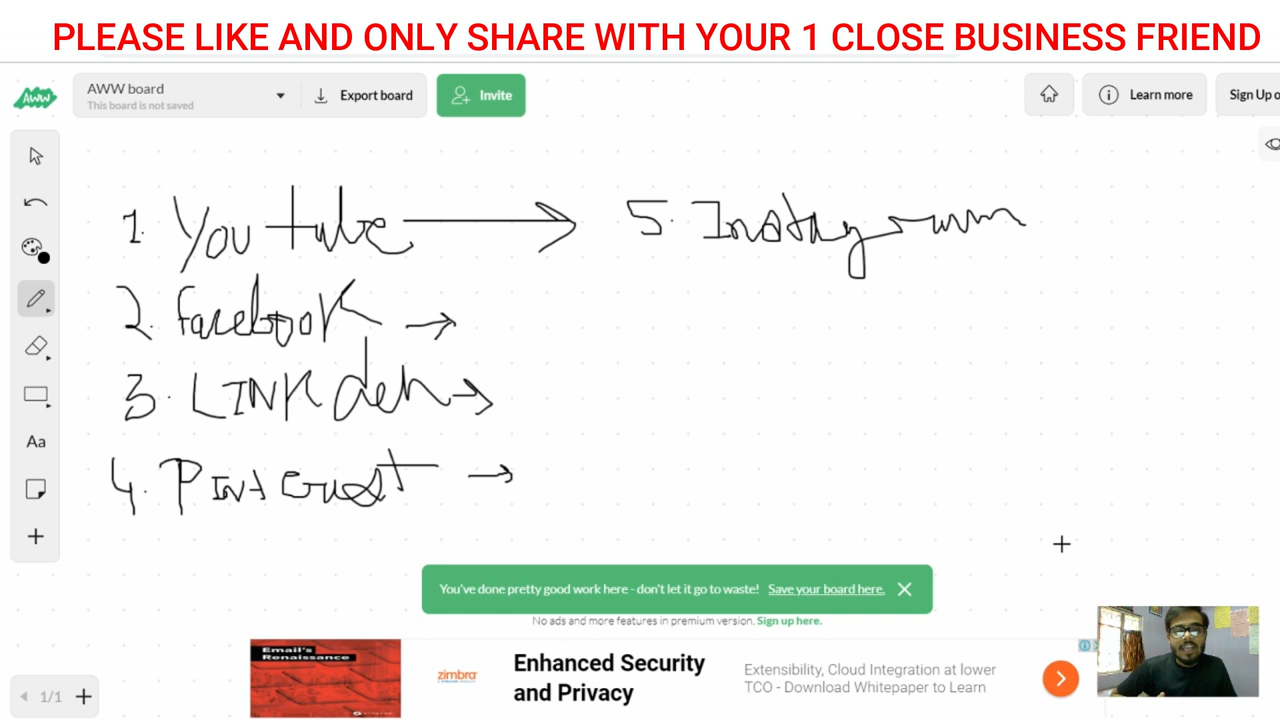 PLEASE LIKE AND ONLY SHARE WITH YOUR 1 CLOSE BUSINESS FRIEND
AWW
AWW board
This board is not saved
Export board
Invite
Learn more
Sign Up o
1. YouTube → 5. Instagram
2. Facebook →
3. LINKden →
4. Pinterest →
Aa
You've done pretty good work here - don't let it go to waste! Save your board here.
No ads and more features in premium version. Sign up here.
Email's
Renaissance
zimbra
Enhanced Security
and Privacy
Extensibility, Cloud Integration at lower
TCO - Download Whitepaper to Learn
1/1